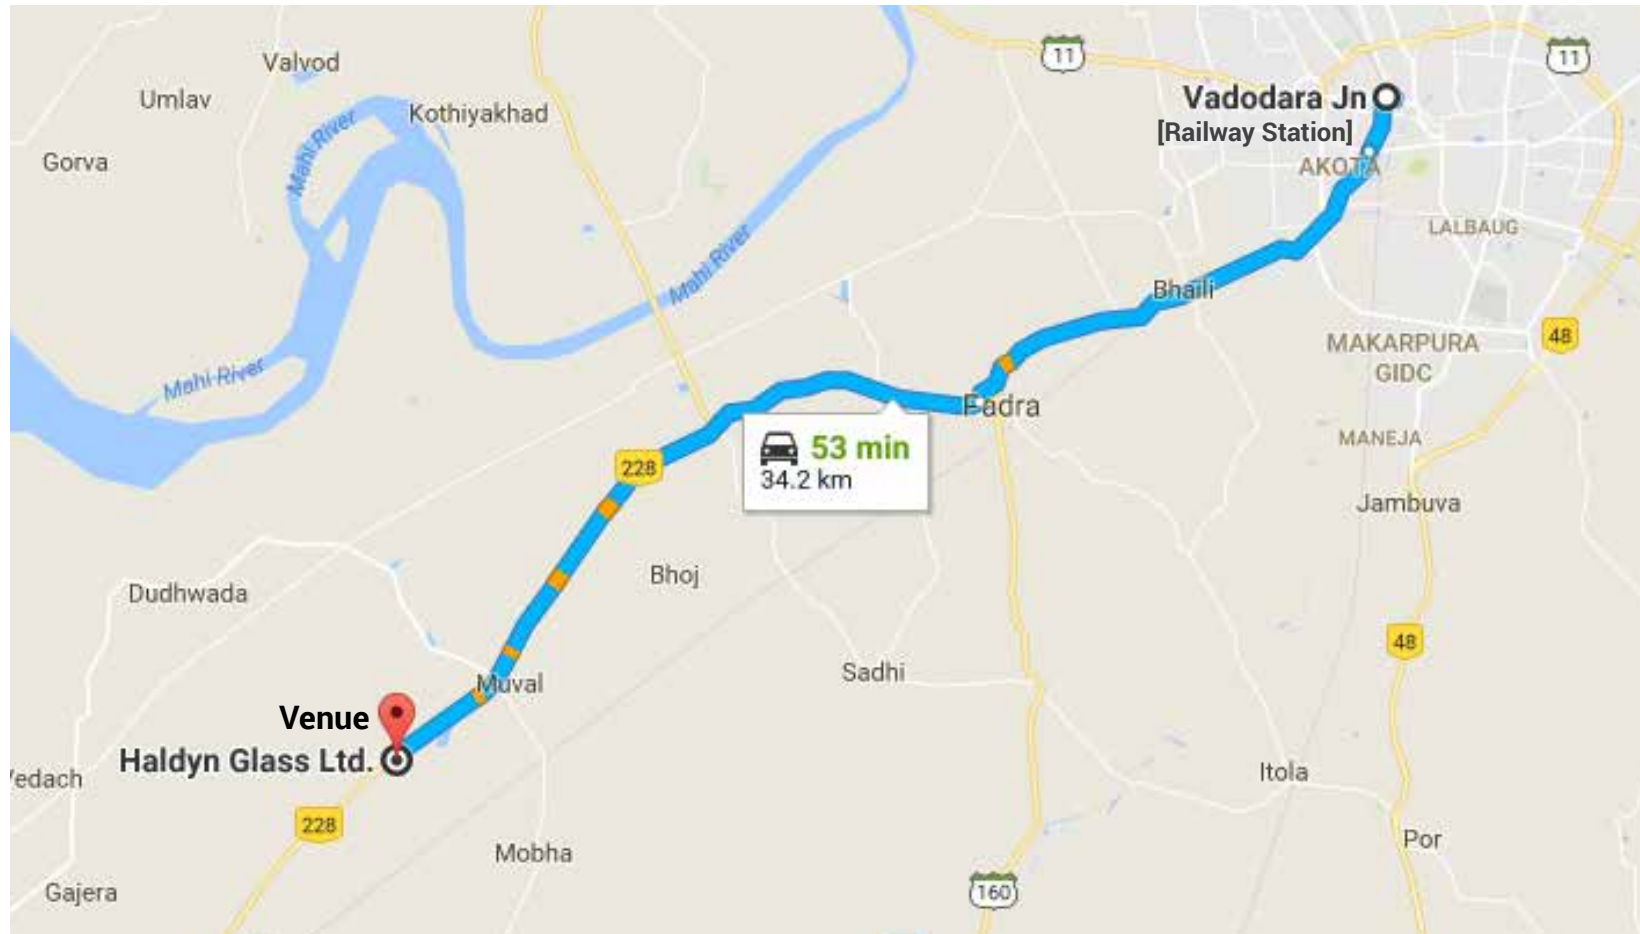 Valvod
11
11
Umlav
Kothiyakhad
Vadodara Jn
[Railway Station]
Mahi River
Gorva
AKOTA
LALBAUG
Mahi River
Bhaili
48
MAKARPURA
GIDC
Mahi River
Padra
MANEJA
53 min
34.2 km
228
Jambuva
Bhoj
Dudhwada
48
Sadhi
Muval
Venue
Haldyn Glass Ltd.
edach
Itola
228
Por
Mobha
Gajera
160